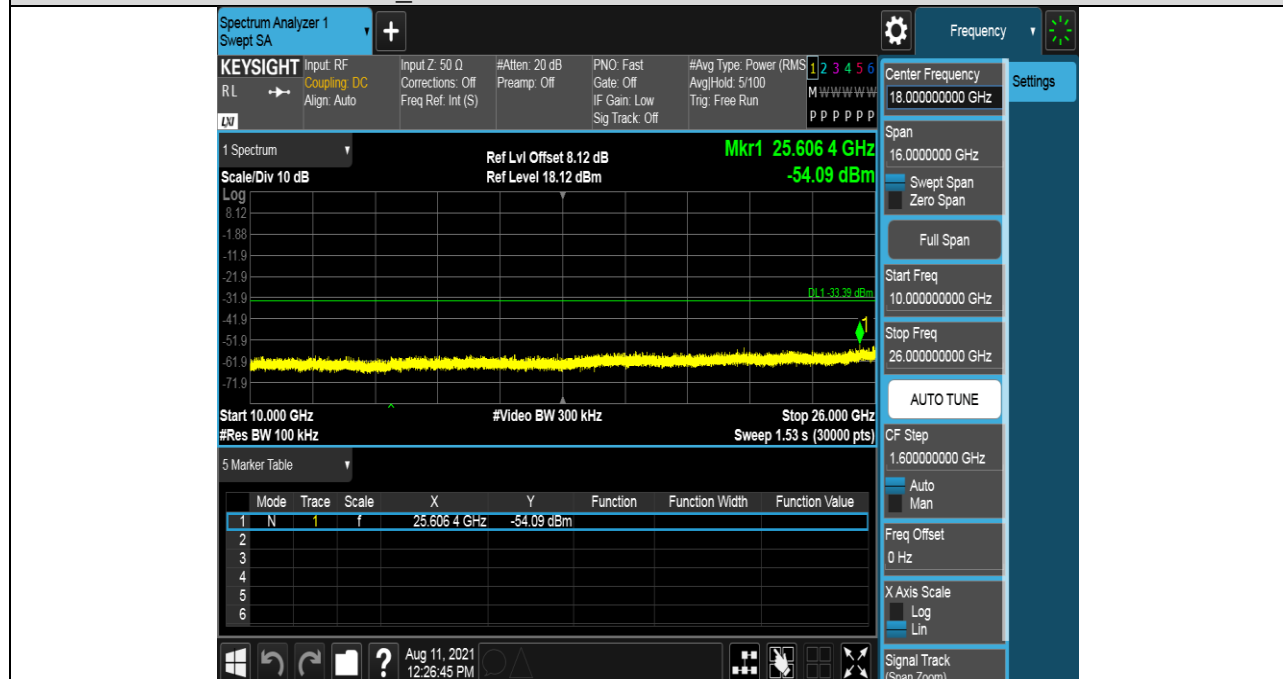 Spectrum Analyzer 1
Swept SA
+
Frequency
KEYSIGHT
RL
LXI
Input: RF
Coupling: DC
Align: Auto
Input Z: 50 Ω
Corrections: Off
Freq Ref: Int (S)
#Atten: 20 dB
Preamp: Off
PNO: Fast
Gate: Off
IF Gain: Low
Sig Track: Off
#Avg Type: Power (RMS
Avg|Hold: 5/100
Trig: Free Run
1 2 3 4 5 6
M W W W W W
P P P P P P
1 Spectrum
Scale/Div 10 dB
Ref Lvl Offset 8.12 dB
Ref Level 18.12 dBm
Mkr1 25.606 4 GHz
-54.09 dBm
Log
8.12
-1.88
-11.9
-21.9
-31.9
-41.9
-51.9
-61.9
-71.9
DL1 -33.39 dBm
1
Start 10.000 GHz
#Video BW 300 kHz
Stop 26.000 GHz
#Res BW 100 kHz
Sweep 1.53 s (30000 pts)
5 Marker Table
Mode Trace Scale X Y Function Function Width Function Value
1 N 1 f 25.606 4 GHz -54.09 dBm
2
3
4
5
6
?
Aug 11, 2021
12:26:45 PM
Center Frequency
18.000000000 GHz
Settings
Span
16.0000000 GHz
Swept Span
Zero Span
Full Span
Start Freq
10.000000000 GHz
Stop Freq
26.000000000 GHz
AUTO TUNE
CF Step
1.600000000 GHz
Auto
Man
Freq Offset
0 Hz
X Axis Scale
Log
Lin
Signal Track
(Span Zoom)